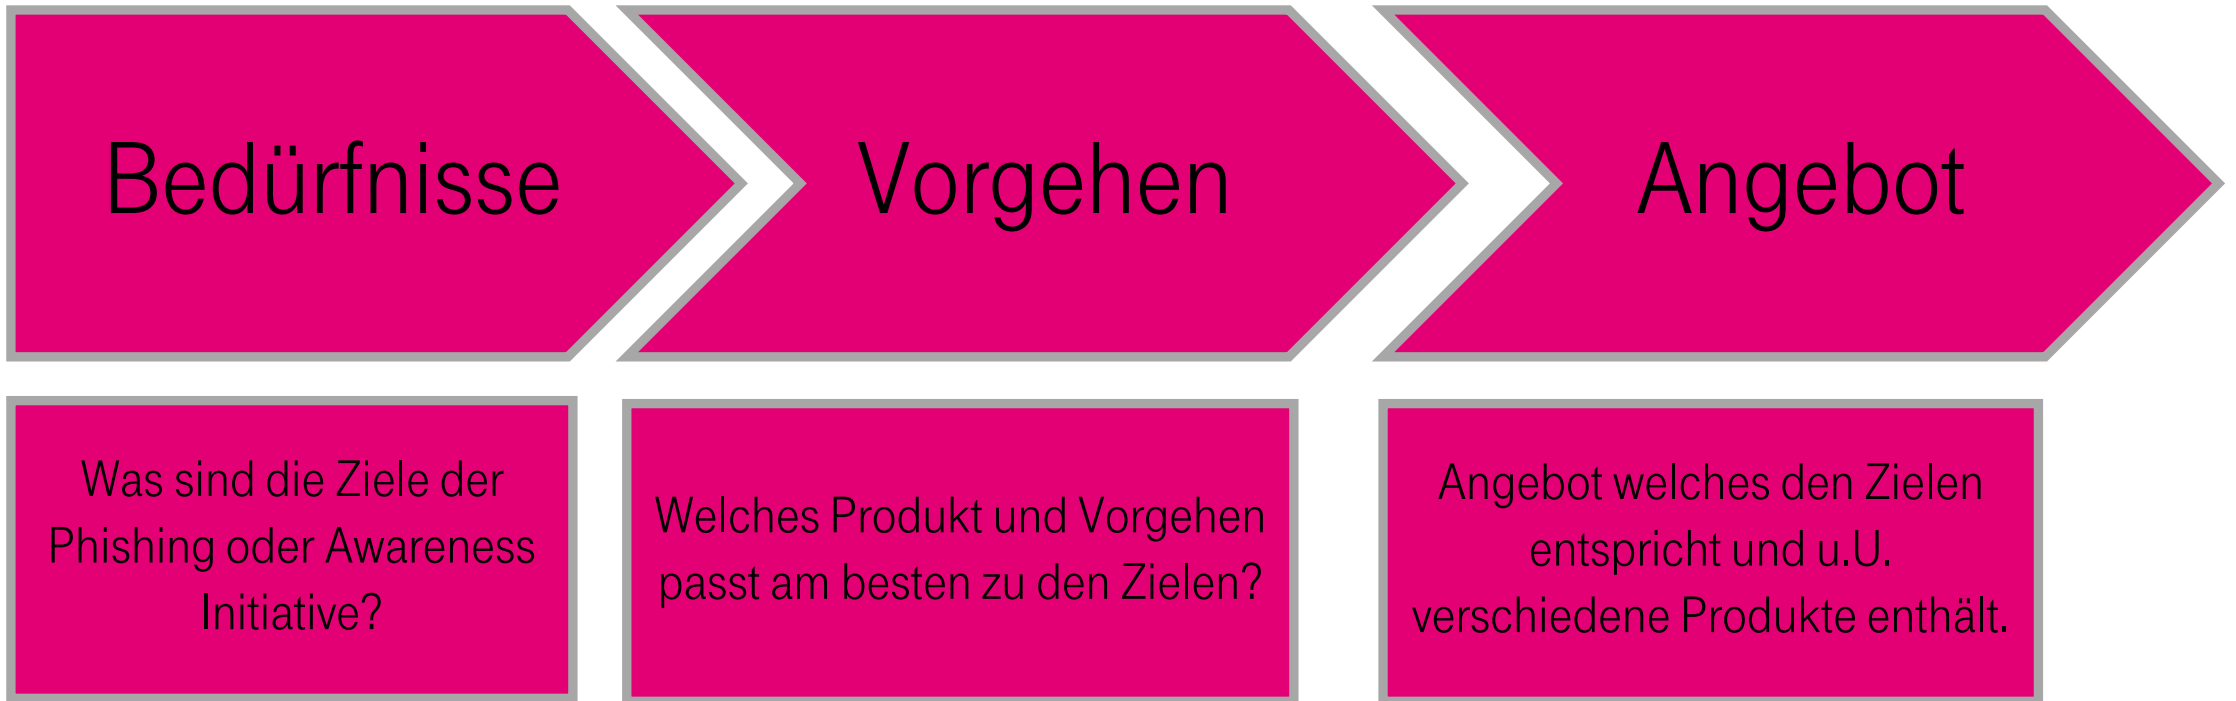 Bedürfnisse
Vorgehen
Angebot
Was sind die Ziele der
Phishing oder Awareness
Initiative?
Welches Produkt und Vorgehen
passt am besten zu den Zielen?
Angebot welches den Zielen
entspricht und u.U.
verschiedene Produkte enthält.